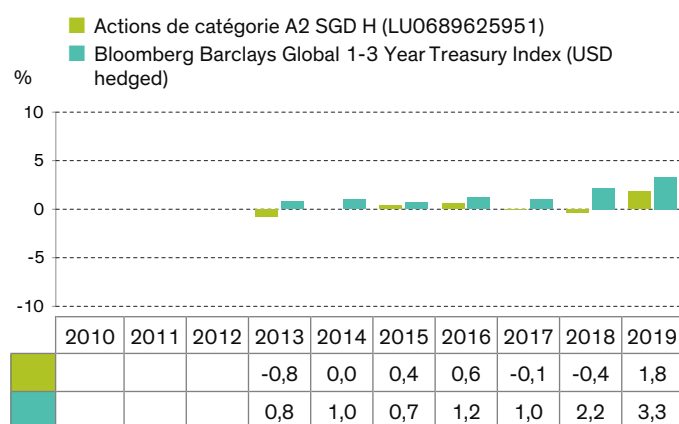 Actions de catégorie A2 SGD H (LU0689625951)
Bloomberg Barclays Global 1-3 Year Treasury Index (USD
hedged)
%
10
5
0
-5
-10
2010 2011 2012 2013 2014 2015 2016 2017 2018 2019
-0,8 0,0 0,4 0,6 -0,1 -0,4 1,8
0,8 1,0 0,7 1,2 1,0 2,2 3,3